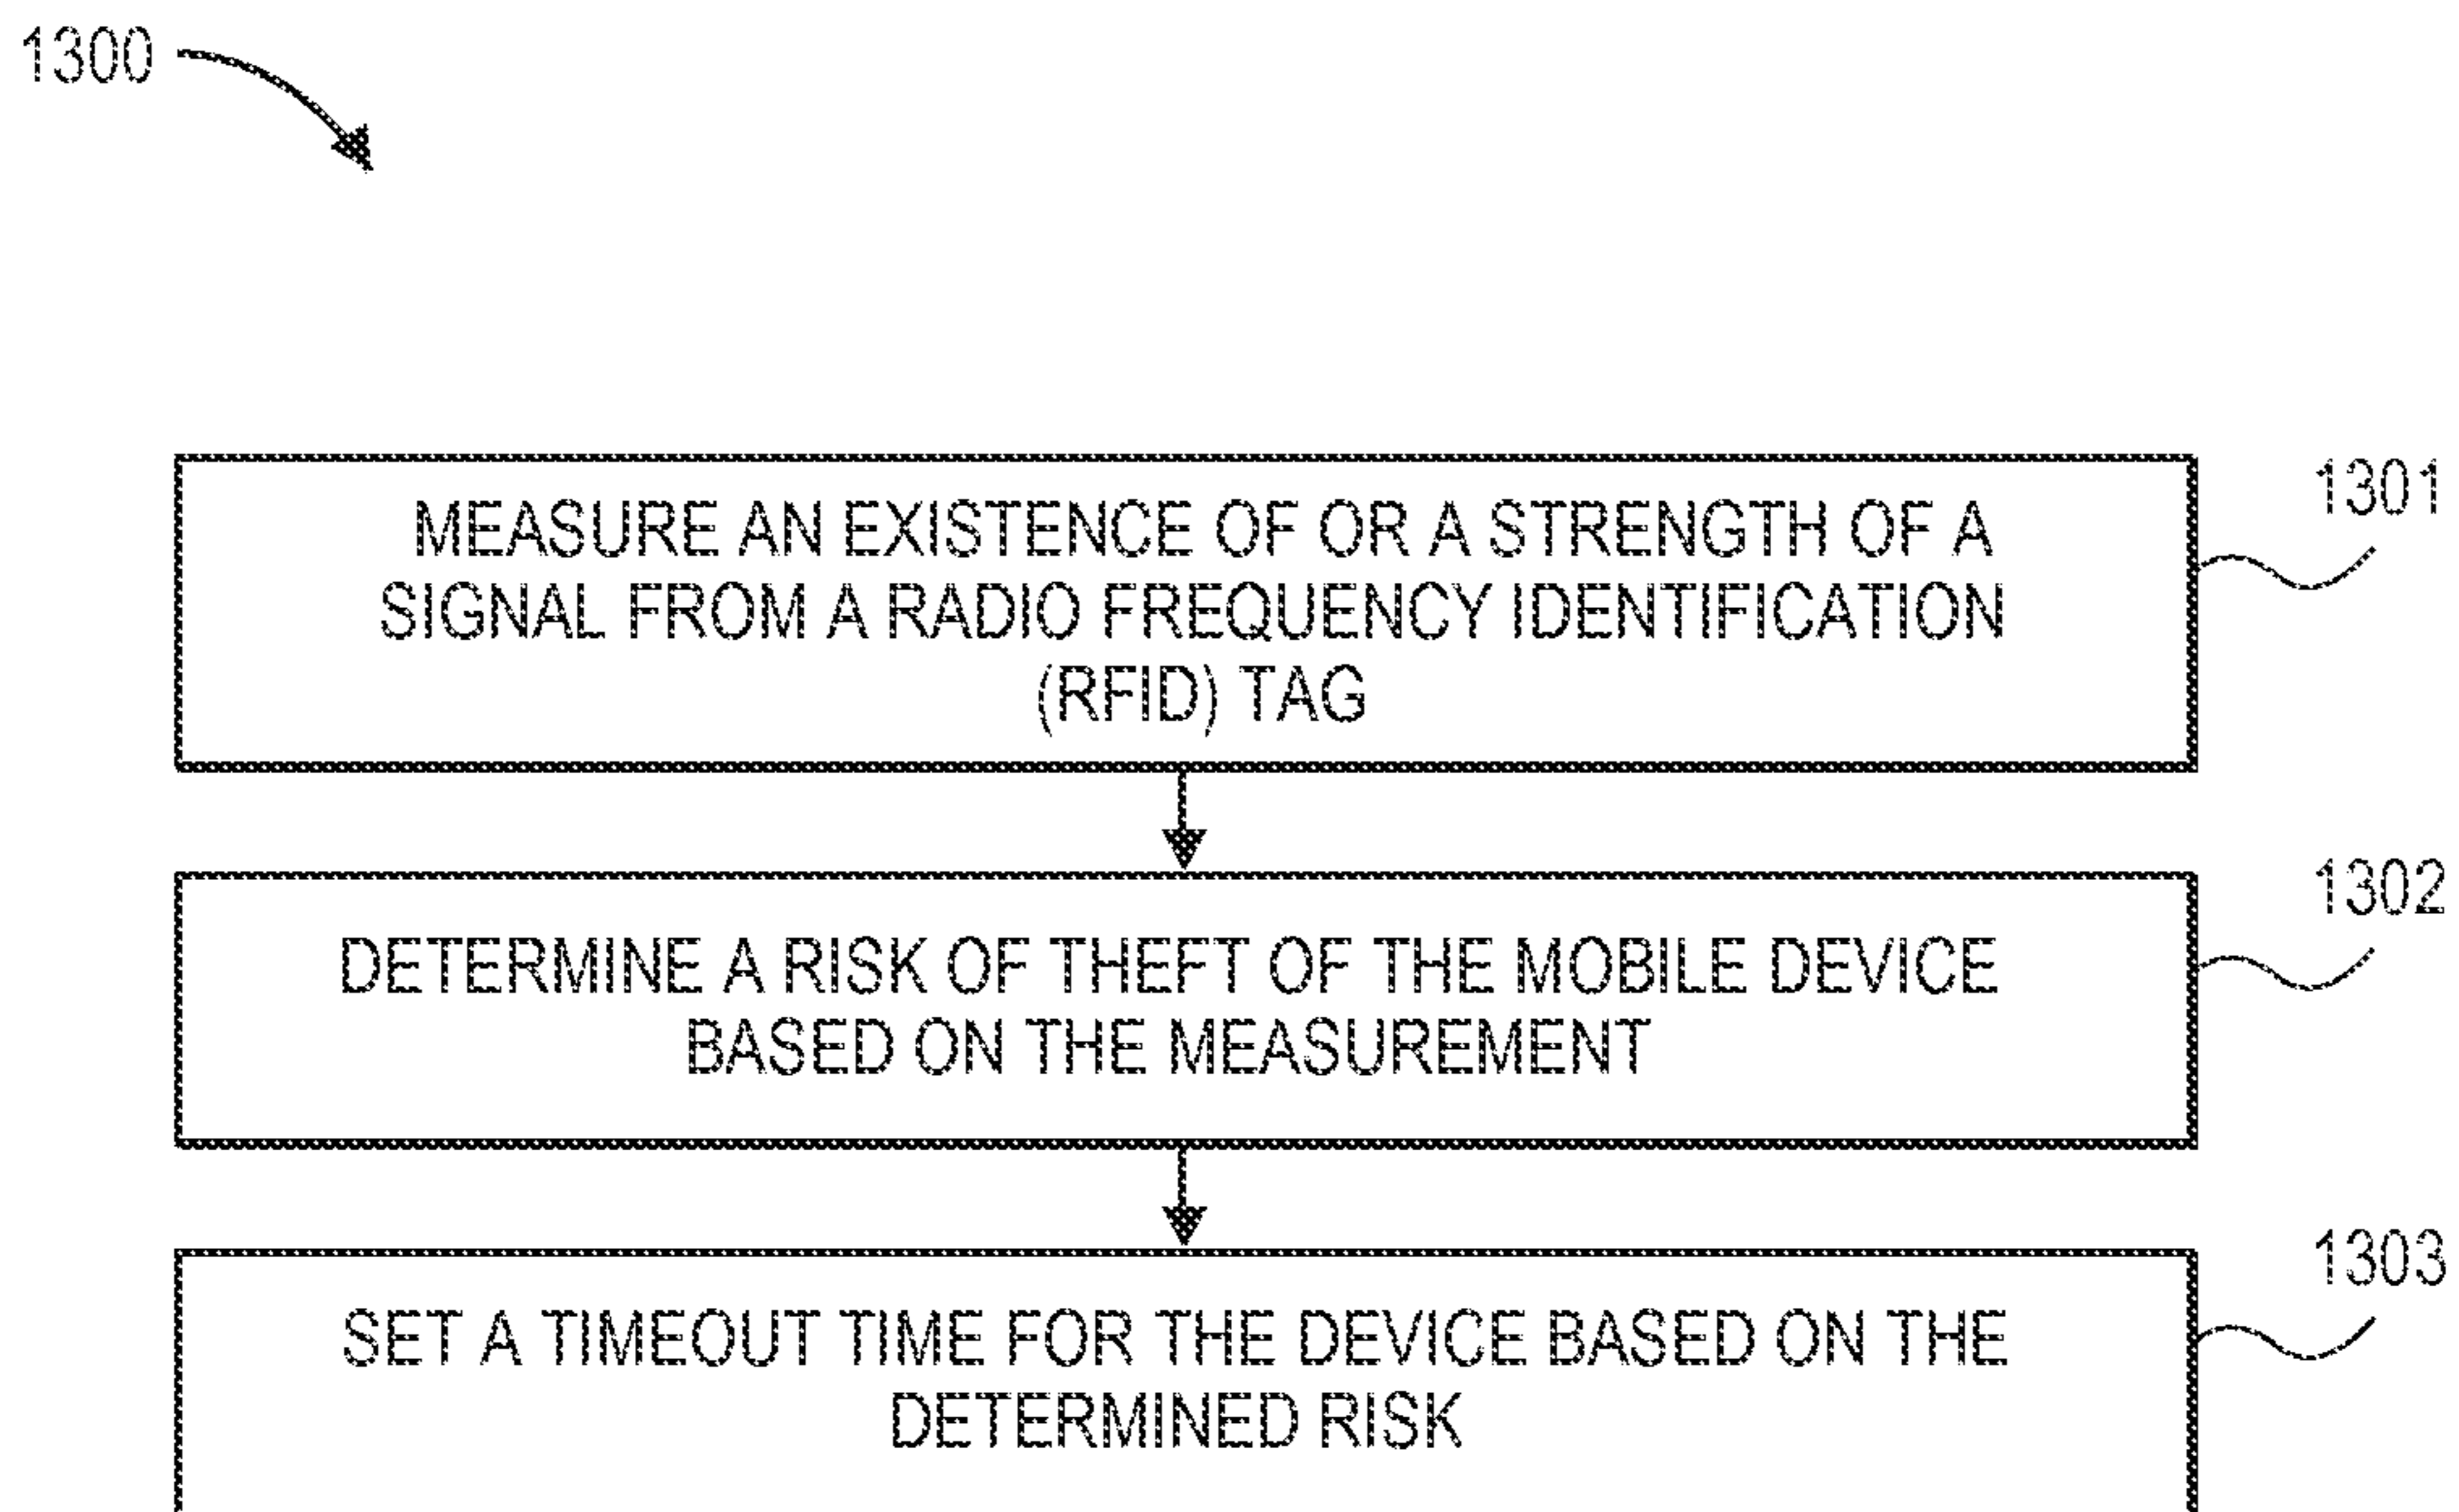 1300
MEASURE AN EXISTENCE OF OR A STRENGTH OF A
SIGNAL FROM A RADIO FREQUENCY IDENTIFICATION
(RFID) TAG
1301
DETERMINE A RISK OF THEFT OF THE MOBILE DEVICE
BASED ON THE MEASUREMENT
1302
SET A TIMEOUT TIME FOR THE DEVICE BASED ON THE
DETERMINED RISK
1303